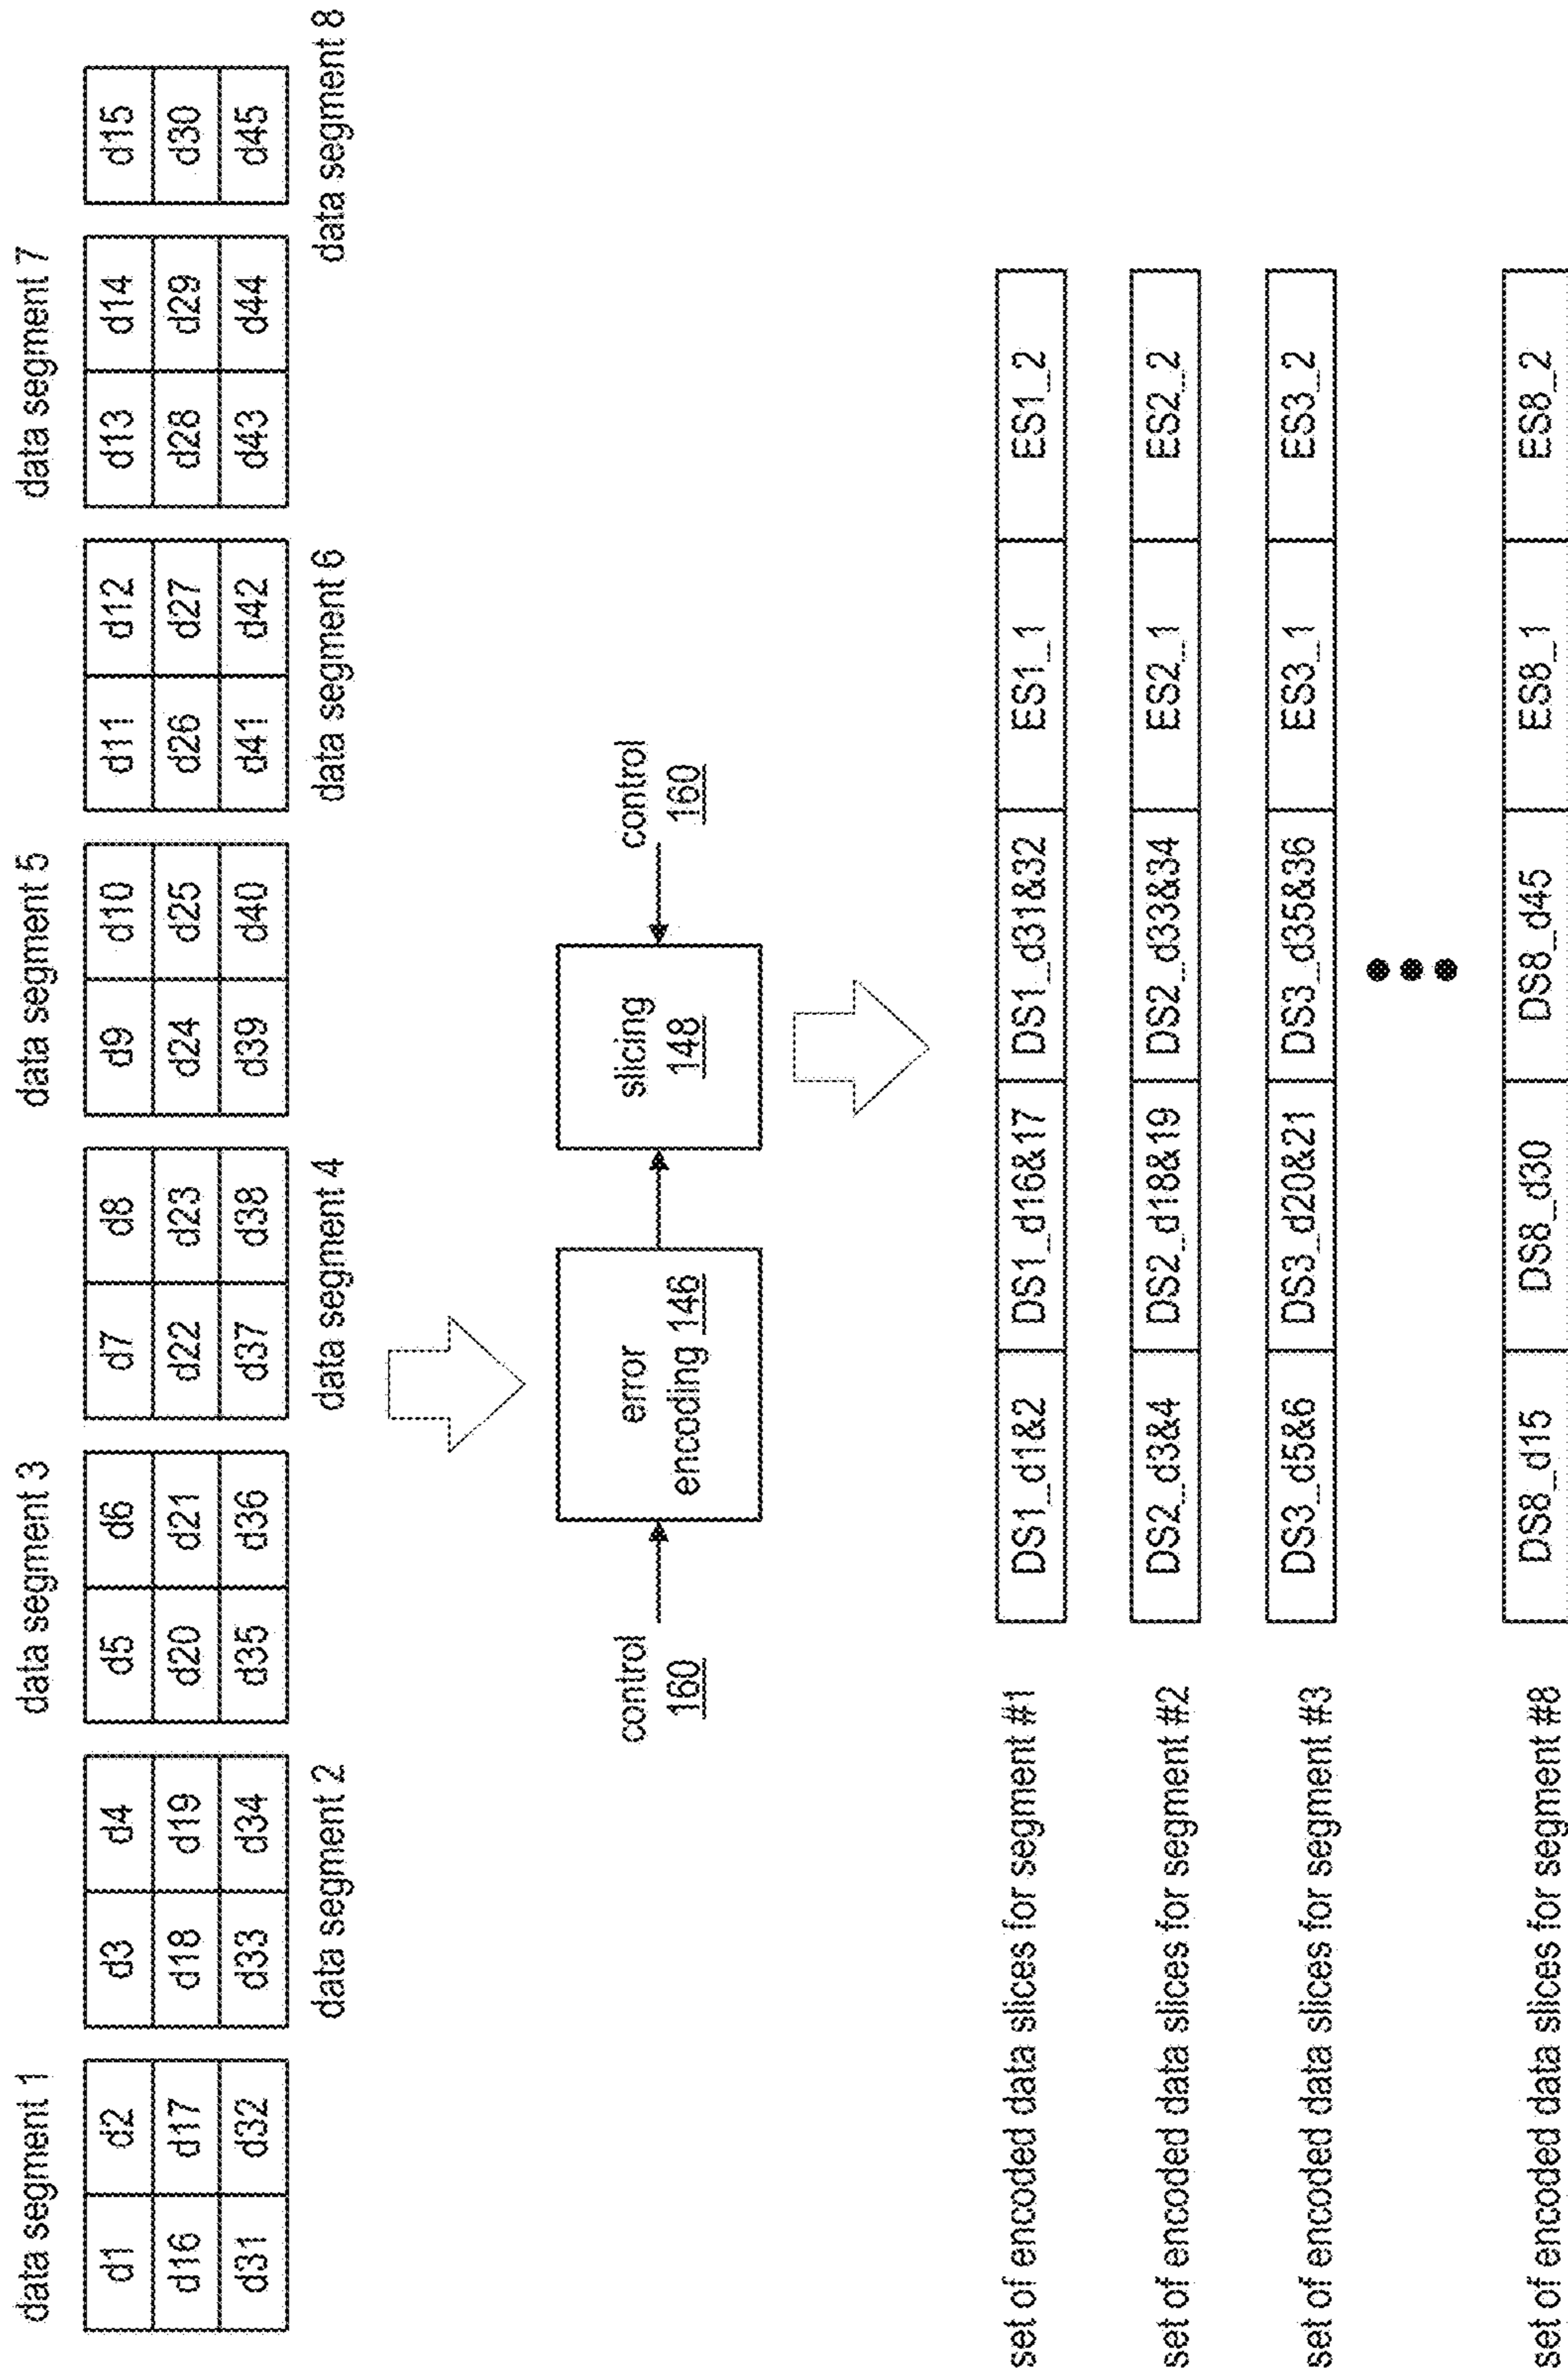 data segment 1
data segment 3
data segment 5
data segment 7
d1 d2 d3 d4 d5 d6 d7 d8 d9 d10 d11 d12 d13 d14 d15
d16 d17 d18 d19 d20 d21 d22 d23 d24 d25 d26 d27 d28 d29 d30
d31 d32 d33 d34 d35 d36 d37 d38 d39 d40 d41 d42 d43 d44 d45
data segment 2
data segment 4
data segment 6
data segment 8
control
160
error
encoding 146
slicing
148
control
160
set of encoded data slices for segment #1 DS1_d1&2 DS1_d16&17 DS1_d31&32 ES1_1 ES1_2
set of encoded data slices for segment #2 DS2_d3&4 DS2_d18&19 DS2_d33&34 ES2_1 ES2_2
set of encoded data slices for segment #3 DS3_d5&6 DS3_d20&21 DS3_d35&36 ES3_1 ES3_2
set of encoded data slices for segment #8 DS8_d15 DS8_d30 DS8_d45 ES8_1 ES8_2